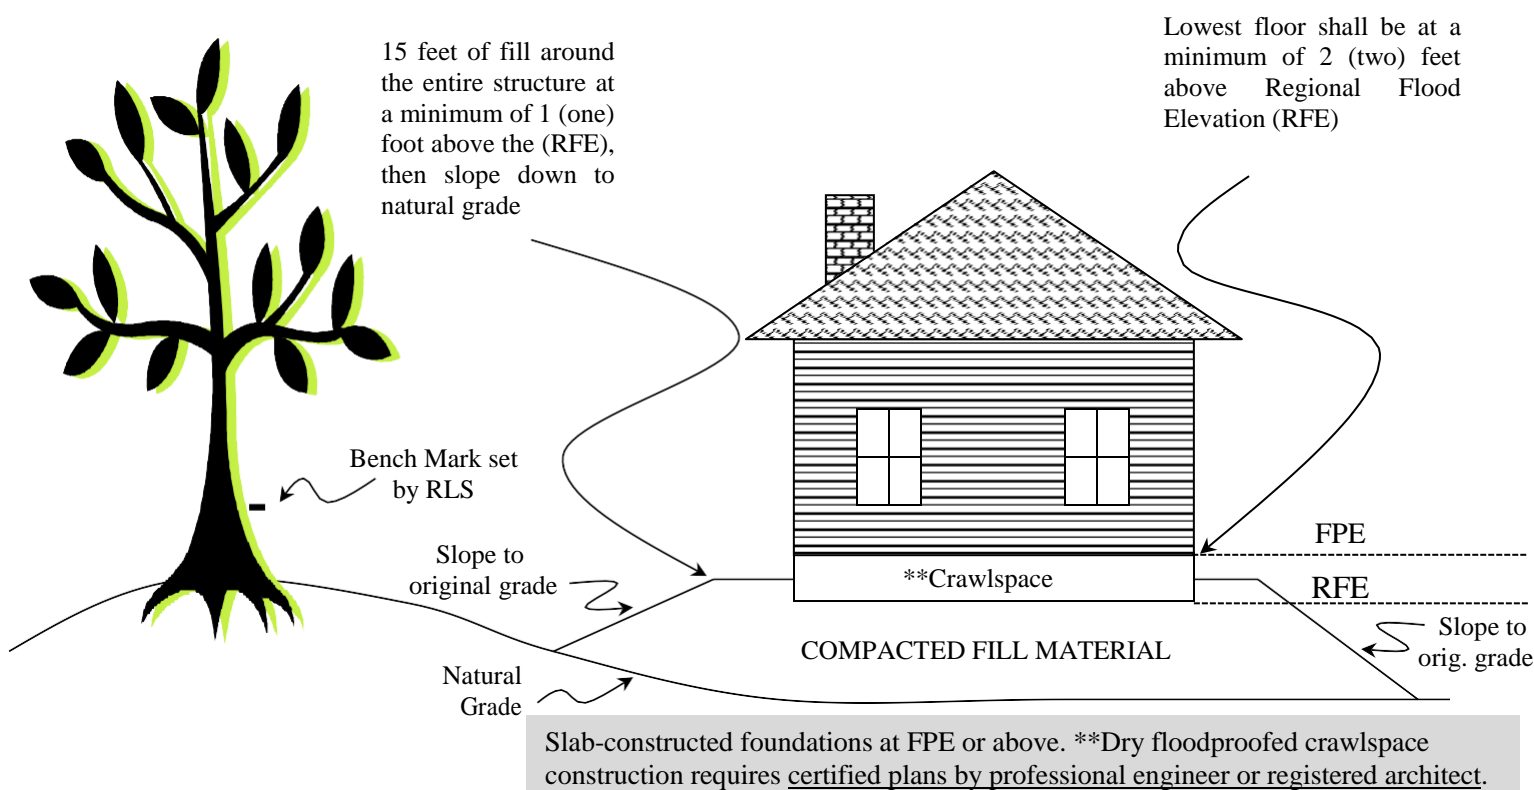 15 feet of fill around
the entire structure at
a minimum of 1 (one)
foot above the (RFE),
then slope down to
natural grade
Lowest floor shall be at a
minimum of 2 (two) feet
above Regional Flood
Elevation (RFE)
Bench Mark set
by RLS
Slope to
original grade
FPE
**Crawlspace
RFE
Slope to
orig. grade
COMPACTED FILL MATERIAL
Natural
Grade
Slab-constructed foundations at FPE or above. **Dry floodproofed crawlspace
construction requires certified plans by professional engineer or registered architect.